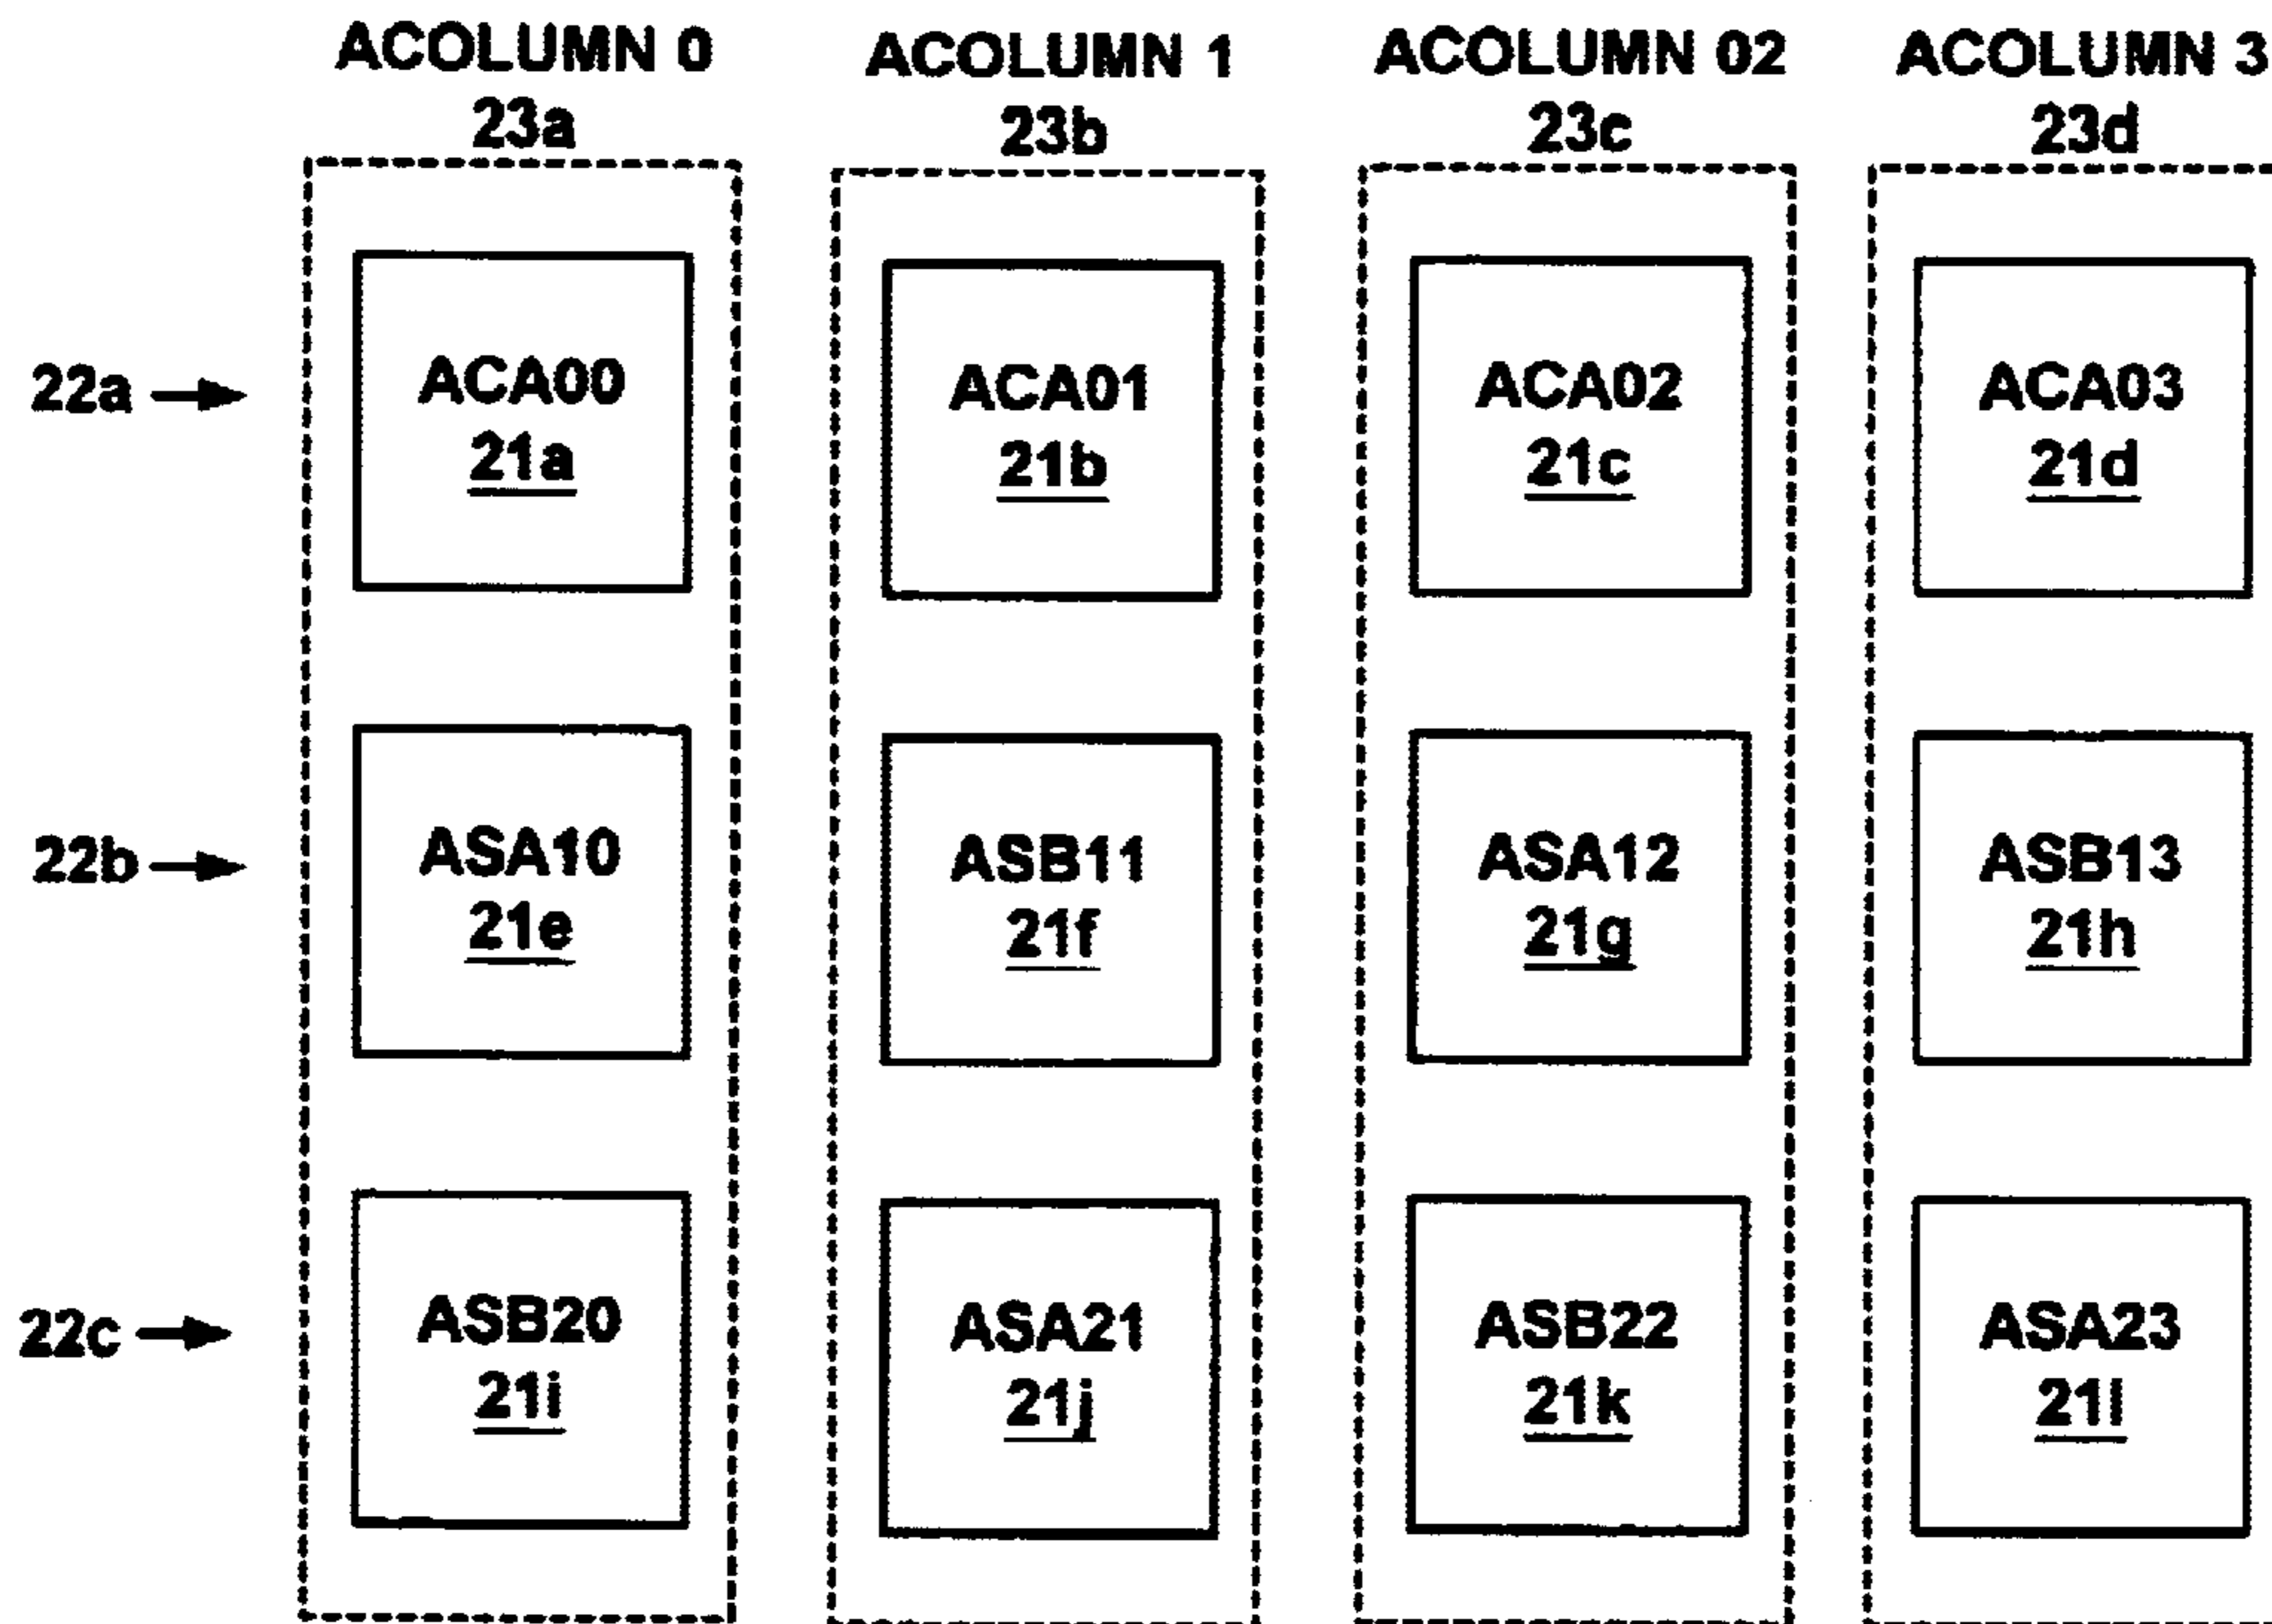 ACOLUMN 0 ACOLUMN 1 ACOLUMN 02 ACOLUMN 3
23a 23b 23c 23d
22a ACA00 ACA01 ACA02 ACA03
21a 21b 21c 21d
22b ASA10 ASB11 ASA12 ASB13
21e 21f 21g 21h
22c ASB20 ASA21 ASB22 ASA23
21i 21j 21k 21l